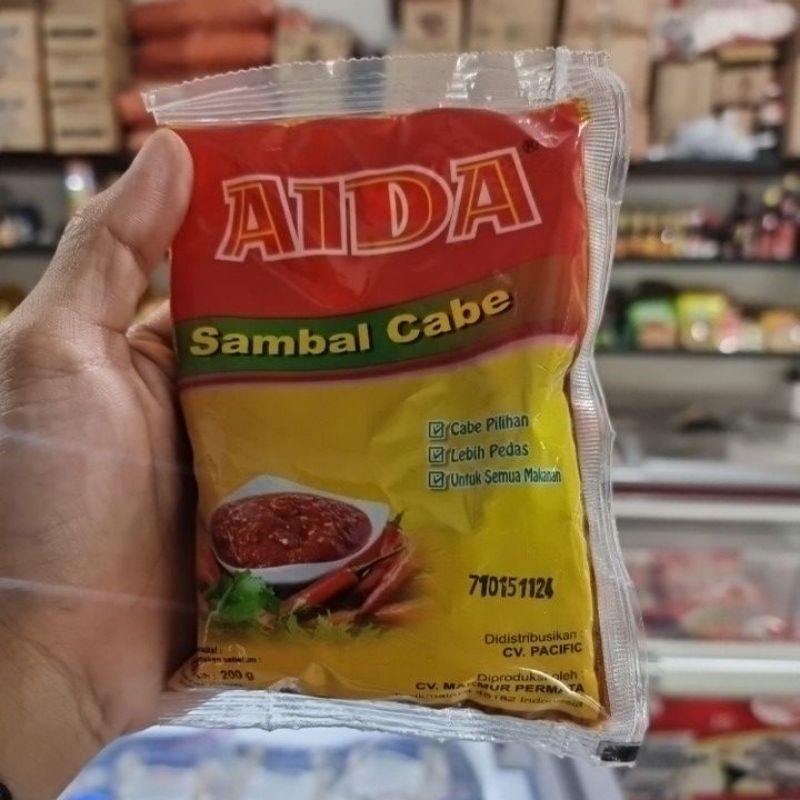 AIDA®
Sambal Cabe
Cabe Pilihan
Lebih Pedas
Untuk Semua Makanan
710151124
Didistribusikan :
CV. PACIFIC
: 200 g
Diproduksi oleh :
CV. MAKMUR PERMATA
46182 Indonesia